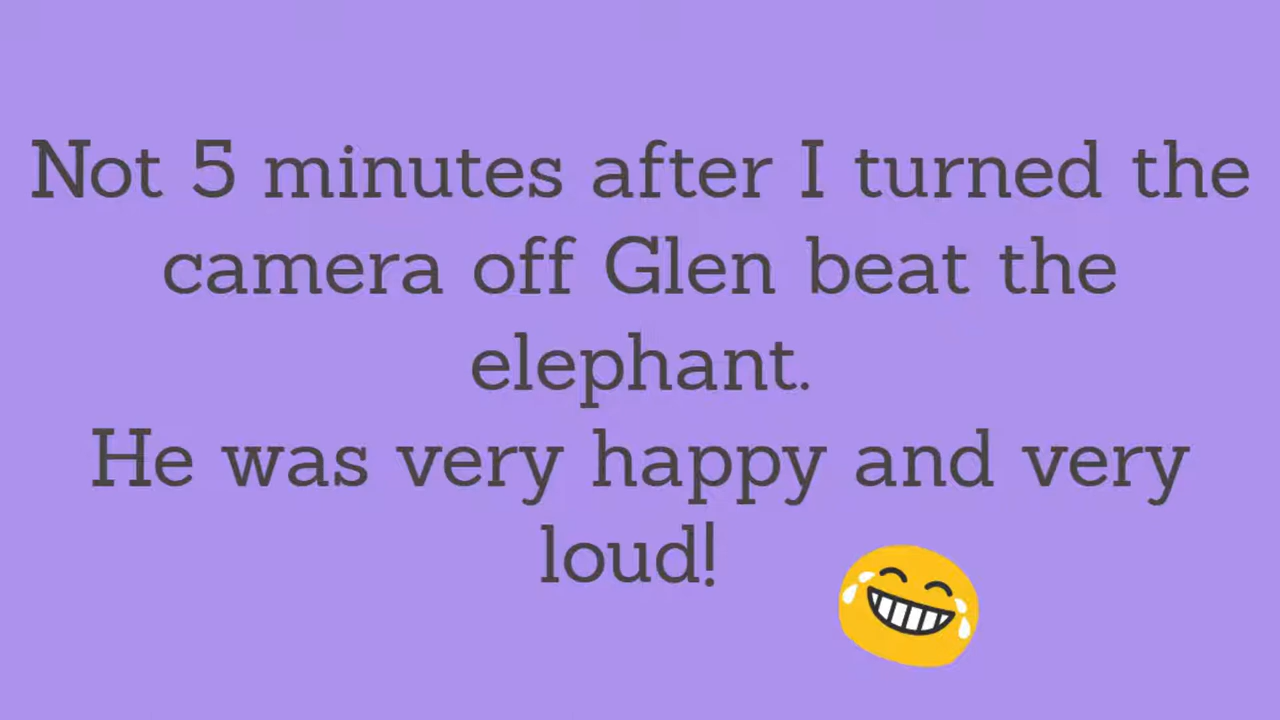 Not 5 minutes after I turned the
camera off Glen beat the
elephant.
He was very happy and very
loud!